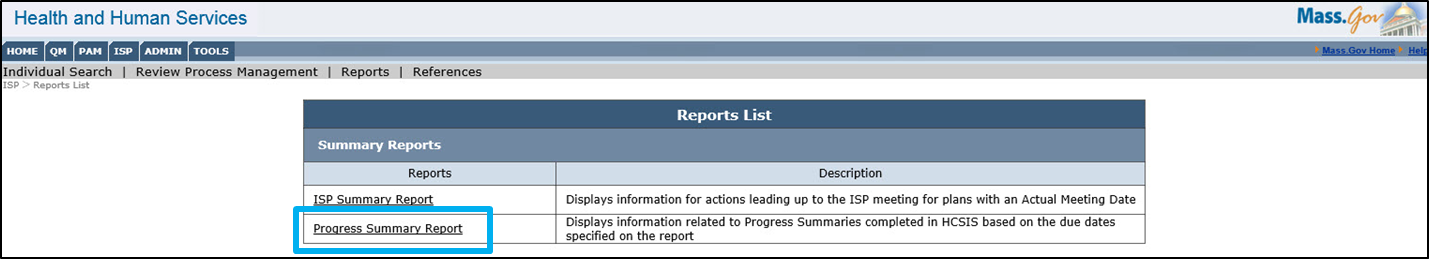 Health and Human Services
Mass.Gov
HOME QM PAM ISP ADMIN TOOLS
Mass.Gov Home Help
Individual Search | Review Process Management | Reports | References
ISP > Reports List
Reports List
Summary Reports
Reports Description
ISP Summary Report Displays information for actions leading up to the ISP meeting for plans with an Actual Meeting Date
Progress Summary Report Displays information related to Progress Summaries completed in HCSIS based on the due dates
specified on the report